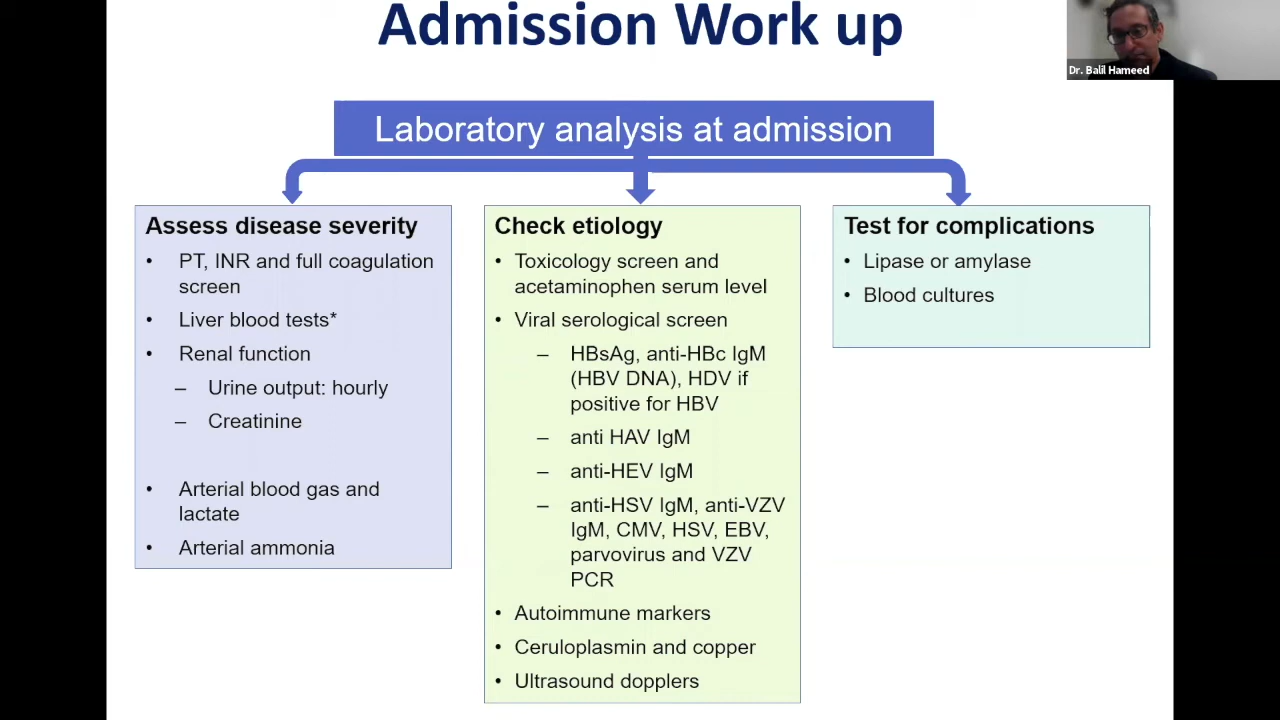 Admission Work up
Dr. Balil Hameed
Laboratory analysis at admission
Assess disease severity
• PT, INR and full coagulation
screen
• Liver blood tests*
• Renal function
– Urine output: hourly
– Creatinine
• Arterial blood gas and
lactate
• Arterial ammonia
Check etiology
• Toxicology screen and
acetaminophen serum level
• Viral serological screen
– HBsAg, anti-HBc IgM
(HBV DNA), HDV if
positive for HBV
– anti HAV IgM
– anti-HEV IgM
– anti-HSV IgM, anti-VZV
IgM, CMV, HSV, EBV,
parvovirus and VZV
PCR
• Autoimmune markers
• Ceruloplasmin and copper
• Ultrasound dopplers
Test for complications
• Lipase or amylase
• Blood cultures